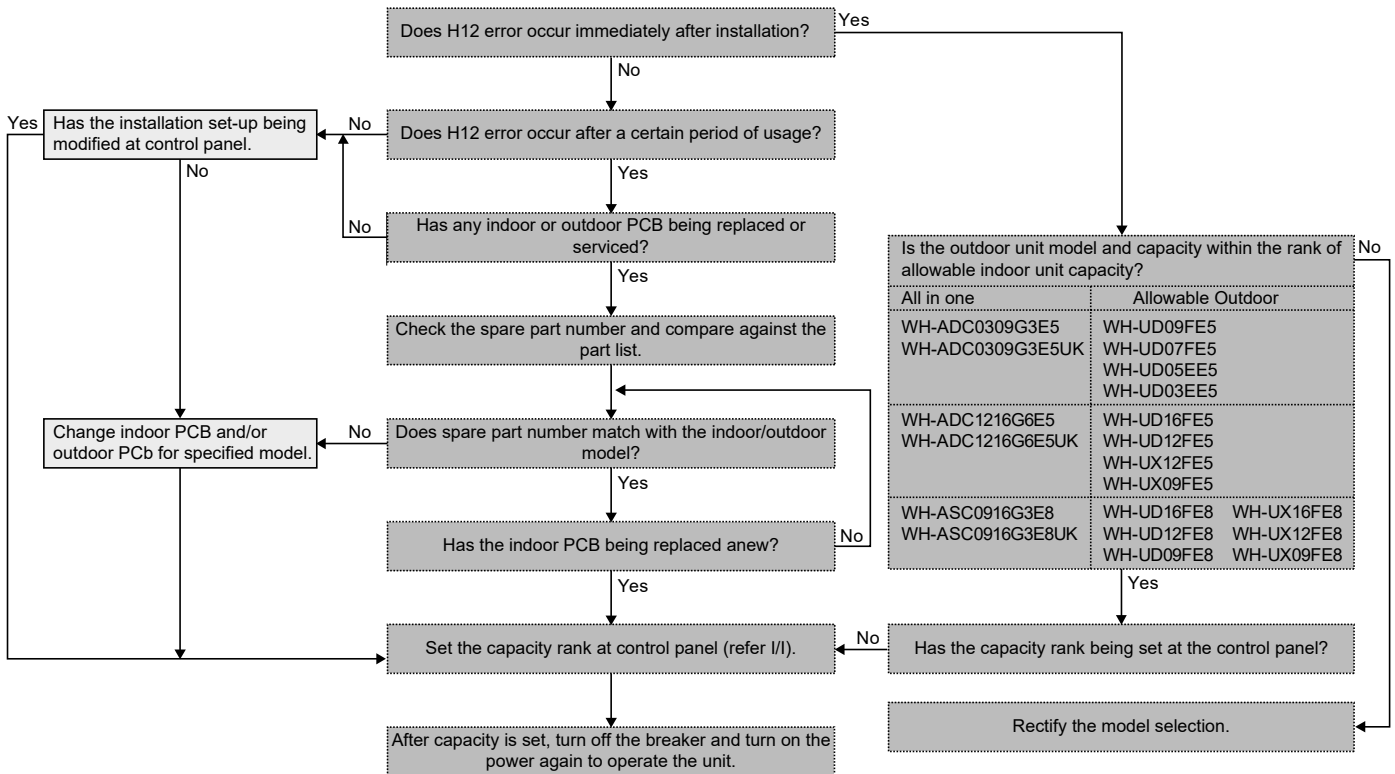 Does H12 error occur immediately after installation?
Yes
No
Yes
Has the installation set-up being
modified at control panel.
No
Does H12 error occur after a certain period of usage?
No
Yes
No
Has any indoor or outdoor PCB being replaced or
serviced?
Yes
Check the spare part number and compare against the
part list.
Change indoor PCB and/or
outdoor PCb for specified model.
No
Does spare part number match with the indoor/outdoor
model?
Yes
Has the indoor PCB being replaced anew?
No
Yes
Set the capacity rank at control panel (refer I/I).
After capacity is set, turn off the breaker and turn on the
power again to operate the unit.
Is the outdoor unit model and capacity within the rank of
allowable indoor unit capacity?
No
All in one Allowable Outdoor
WH-ADC0309G3E5 WH-UD09FE5
WH-ADC0309G3E5UK WH-UD07FE5
WH-UD05EE5
WH-UD03EE5
WH-ADC1216G6E5 WH-UD16FE5
WH-ADC1216G6E5UK WH-UD12FE5
WH-UX12FE5
WH-UX09FE5
WH-ASC0916G3E8 WH-UD16FE8 WH-UX16FE8
WH-ASC0916G3E8UK WH-UD12FE8 WH-UX12FE8
WH-UD09FE8 WH-UX09FE8
Yes
No
Has the capacity rank being set at the control panel?
Rectify the model selection.